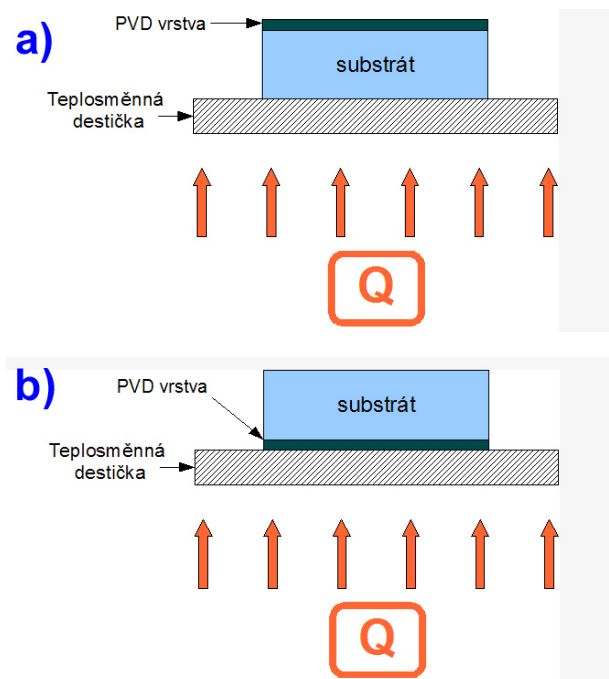 a)
PVD vrstva
substrát
Teplosměnná
destička
Q
b)
PVD vrstva
substrát
Teplosměnná
destička
Q